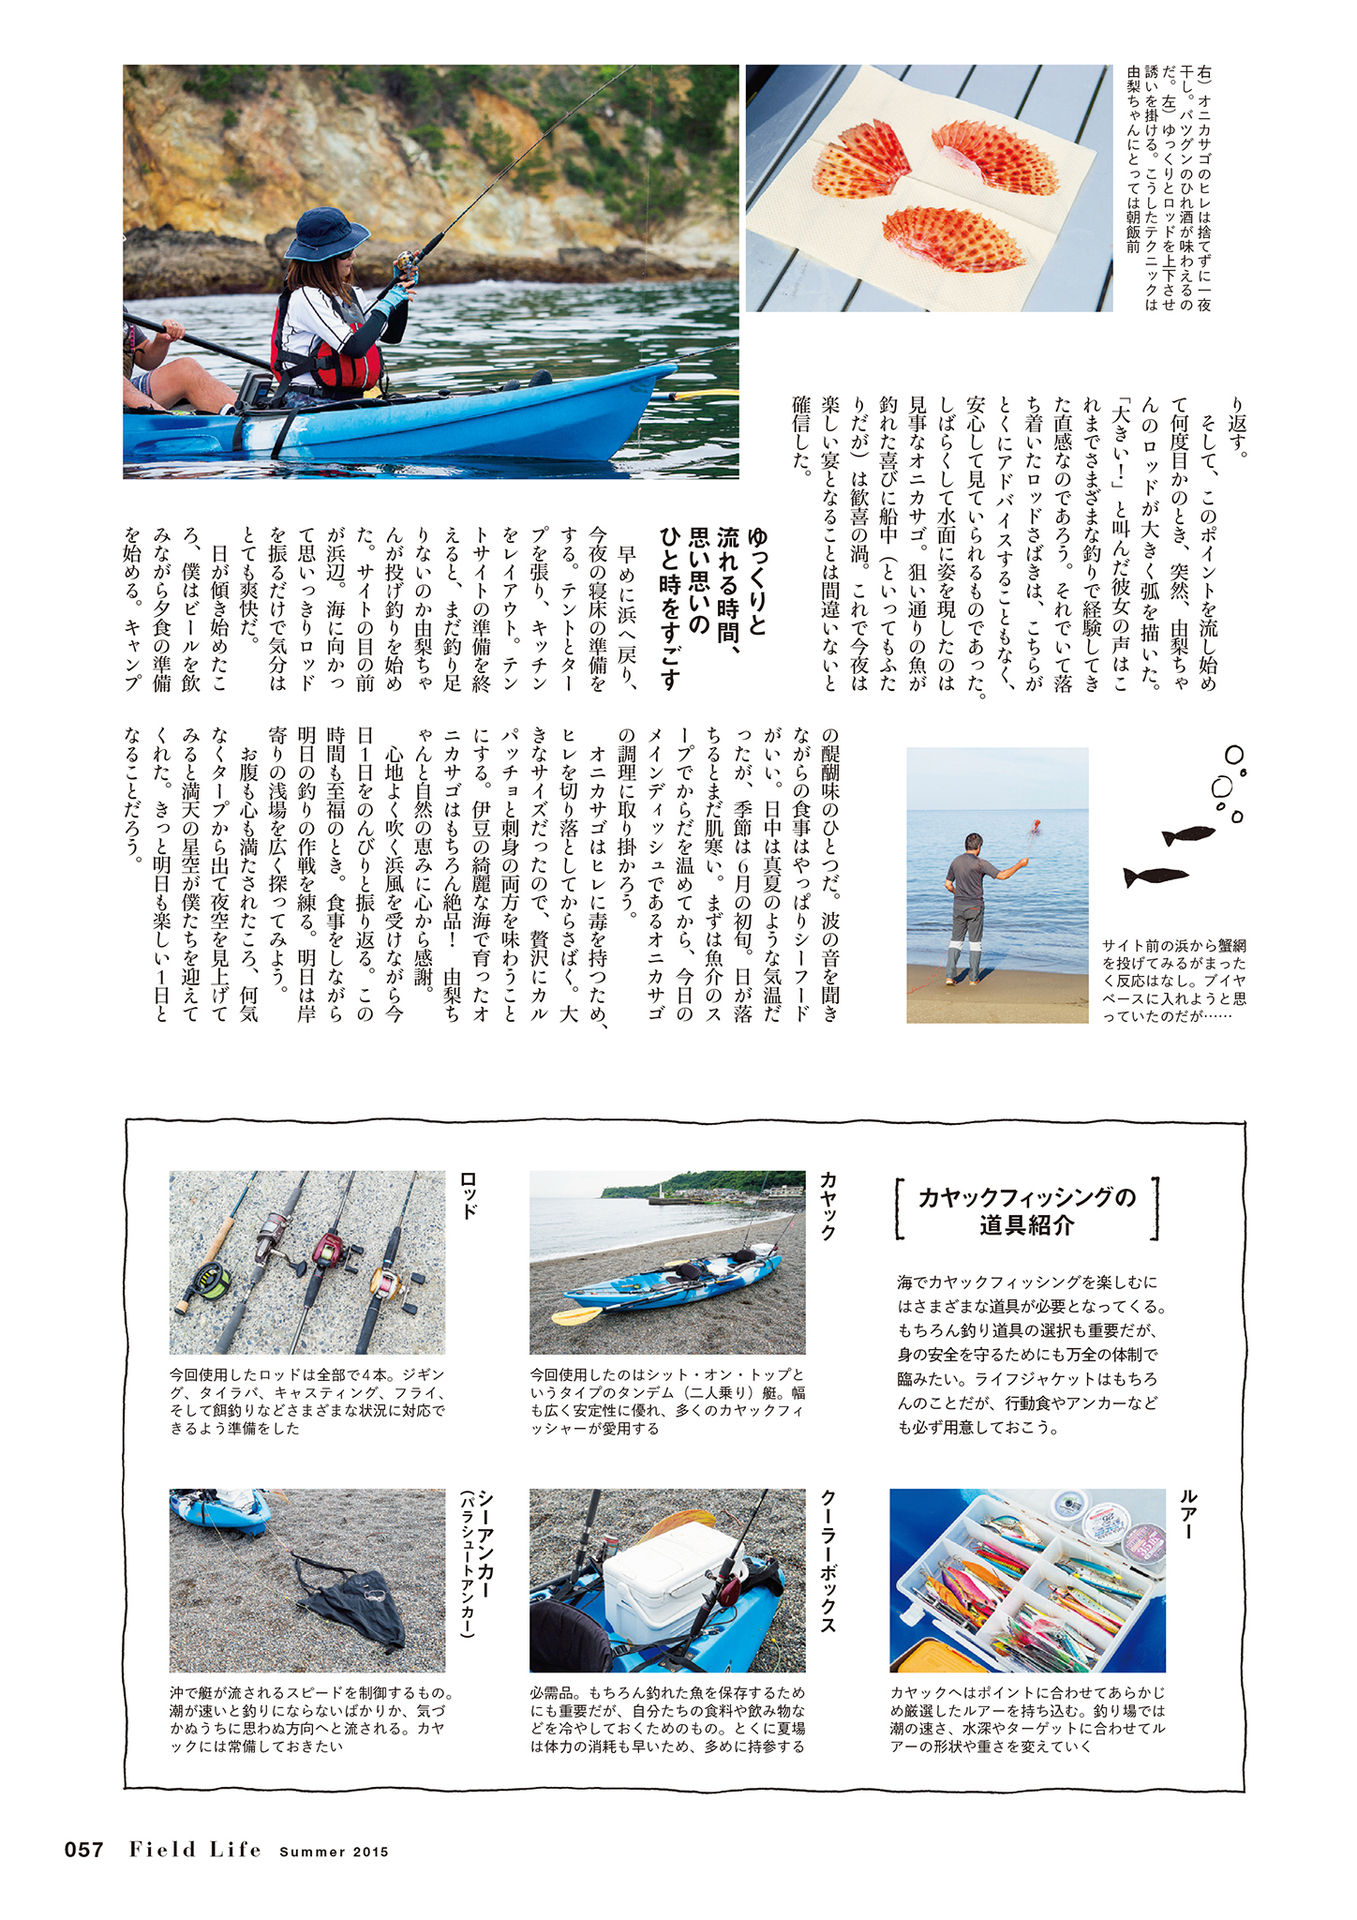 右）オニカサゴのヒレは捨てずに一夜
干し。バツグンのひれ酒が味わえるの
だ。左）ゆっくりとロッドを上下させ
誘いを掛ける。こうしたテクニックは
由梨ちゃんにとっては朝飯前
り返す。
そして、このポイントを流し始め
て何度目かのとき、突然、由梨ちゃ
んのロッドが大きく弧を描いた。
「大きい！」と叫んだ彼女の声はこ
れまでさまざまな釣りで経験してき
た直感なのであろう。それでいて落
ち着いたロッドさばきは、こちらが
とくにアドバイスすることもなく、
安心して見ていられるものであった。
しばらくして水面に姿を現したのは
見事なオニカサゴ。狙い通りの魚が
釣れた喜びに船中（といってもふた
りだが）は歓喜の渦。これで今夜は
楽しい宴となることは間違いないと
確信した。
ゆっくりと
流れる時間、
思い思いの
ひと時をすごす
早めに浜へ戻り、
今夜の寝床の準備を
する。テントとター
プを張り、キッチン
をレイアウト。テン
トサイトの準備を終
えると、まだ釣り足
りないのか由梨ちゃ
んが投げ釣りを始め
た。サイトの目の前
が浜辺。海に向かっ
て思いっきりロッド
を振るだけで気分は
とても爽快だ。
日が傾き始めたこ
ろ、僕はビールを飲
みながら夕食の準備
を始める。キャンプ
の醍醐味のひとつだ。波の音を聞き
ながらの食事はやっぱりシーフード
がいい。日中は真夏のような気温だ
ったが、季節は6月の初旬。日が落
ちるとまだ肌寒い。まずは魚介のス
ープでからだを温めてから、今日の
メインディッシュであるオニカサゴ
の調理に取り掛かろう。
オニカサゴはヒレに毒を持つため、
ヒレを切り落としてからさばく。大
きなサイズだったので、贅沢にカル
パッチョと刺身の両方を味わうこと
にする。伊豆の綺麗な海で育ったオ
ニカサゴはもちろん絶品！　由梨ち
ゃんと自然の恵みに心から感謝。
心地よく吹く浜風を受けながら今
日1日をのんびりと振り返る。この
時間も至福のとき。食事をしながら
明日の釣りの作戦を練る。明日は岸
寄りの浅場を広く探ってみよう。
お腹も心も満たされたころ、何気
なくタープから出て夜空を見上げて
みると満天の星空が僕たちを迎えて
くれた。きっと明日も楽しい1日と
なることだろう。
サイト前の浜から蟹網
を投げてみるがまった
く反応はなし。ブイヤ
ベースに入れようと思
っていたのだが……
カヤックフィッシングの
道具紹介
海でカヤックフィッシングを楽しむに
はさまざまな道具が必要となってくる。
もちろん釣り道具の選択も重要だが、
身の安全を守るためにも万全の体制で
臨みたい。ライフジャケットはもちろ
んのことだが、行動食やアンカーなど
も必ず用意しておこう。
カヤック
今回使用したのはシット・オン・トップと
いうタイプのタンデム（二人乗り）艇。幅
も広く安定性に優れ、多くのカヤックフィ
ッシャーが愛用する
ロッド
今回使用したロッドは全部で4本。ジギン
グ、タイラバ、キャスティング、フライ、
そして餌釣りなどさまざまな状況に対応で
きるよう準備をした
ルアー
カヤックへはポイントに合わせてあらかじ
め厳選したルアーを持ち込む。釣り場では
潮の速さ、水深やターゲットに合わせてル
アーの形状や重さを変えていく
クーラーボックス
必需品。もちろん釣れた魚を保存するため
にも重要だが、自分たちの食料や飲み物な
どを冷やしておくためのもの。とくに夏場
は体力の消耗も早いため、多めに持参する
シーアンカー
（パラシュートアンカー）
沖で艇が流されるスピードを制御するもの。
潮が速いと釣りにならないばかりか、気づ
かぬうちに思わぬ方向へと流される。カヤ
ックには常備しておきたい
057 Field Life Summer 2015